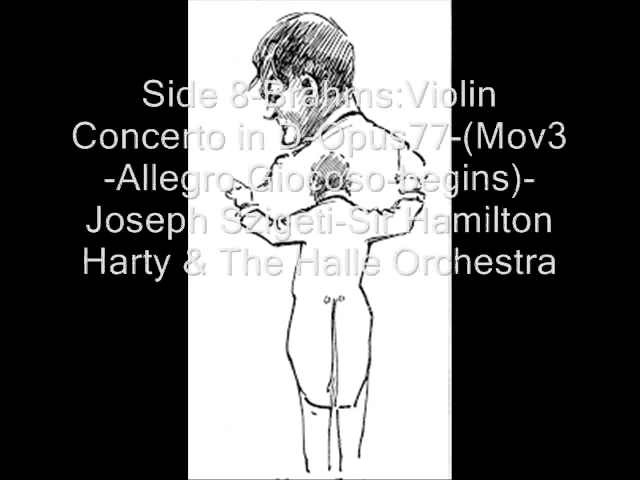 Side 8-Brahms:Violin
Concerto in D-Opus77-(Mov3
-Allegro Giocoso-begins)-
Joseph Szigeti-Sir Hamilton
Harty & The Halle Orchestra